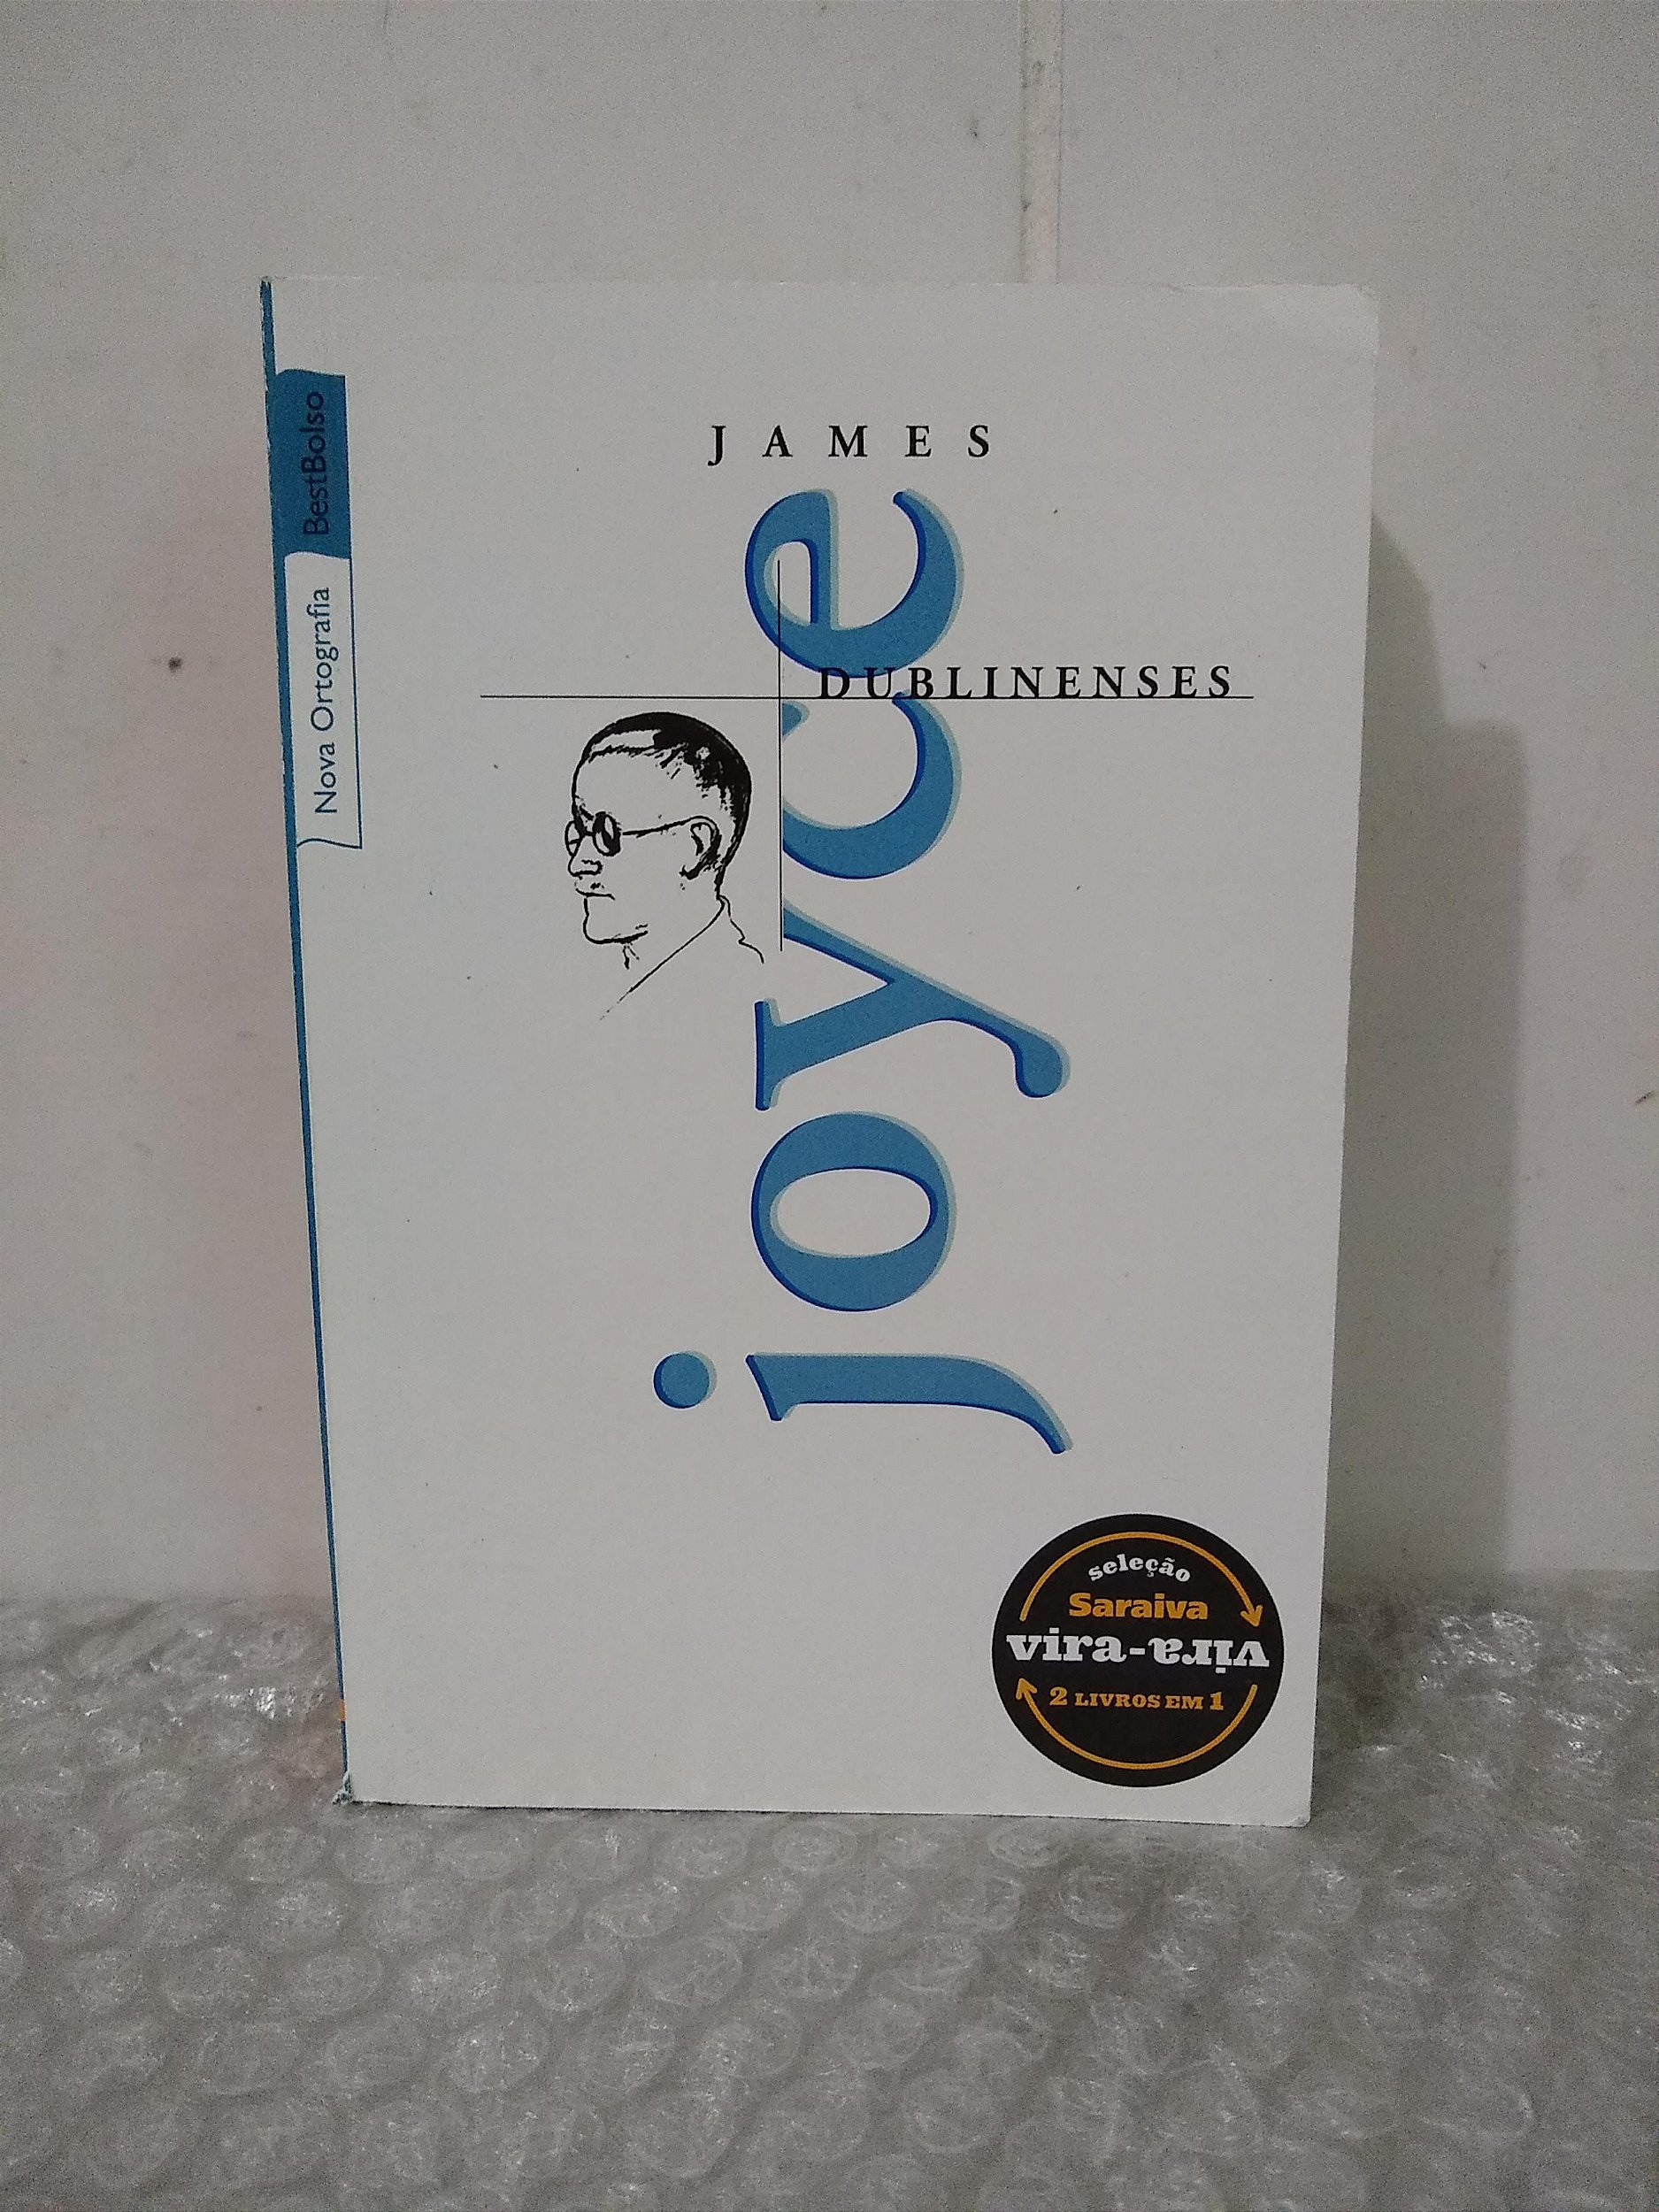 JAMES
joyce
DUBLINENSES
BestBolso
Nova Ortografia
seleção
Saraiva
vira-vira
2 LIVROS EM 1